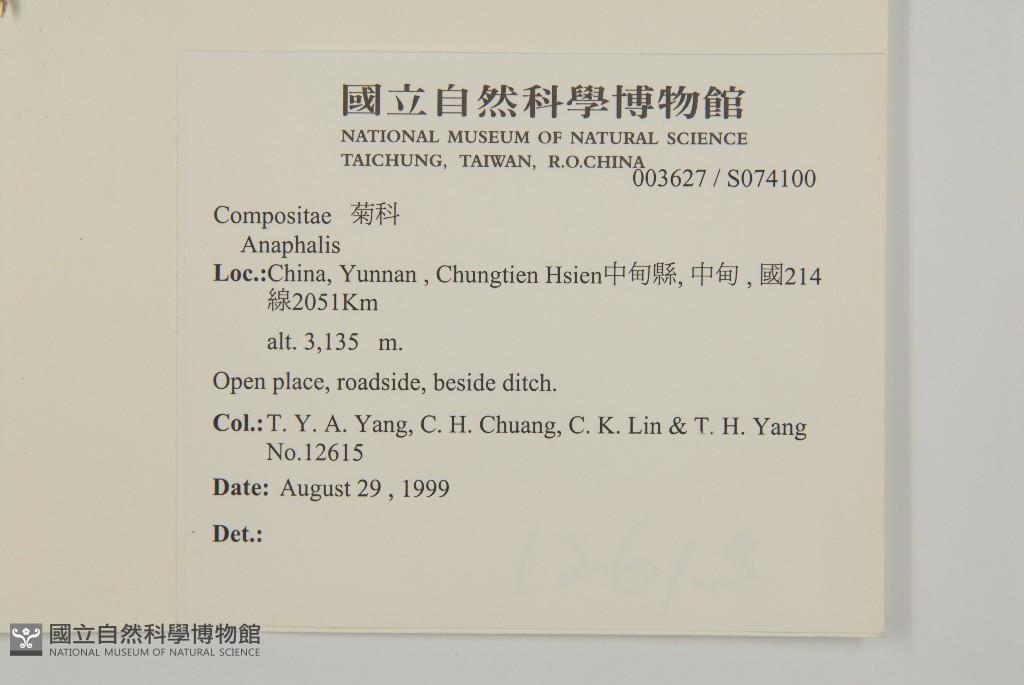 國立自然科學博物館
NATIONAL MUSEUM OF NATURAL SCIENCE
TAICHUNG, TAIWAN, R.O.CHINA
003627 / S074100
Compositae 菊科
Anaphalis
Loc.:China, Yunnan , Chungtien Hsien中甸縣, 中甸 , 國214
線2051Km
alt. 3,135 m.
Open place, roadside, beside ditch.
Col.: T. Y. A. Yang, C. H. Chuang, C. K. Lin & T. H. Yang
No.12615
Date: August 29 , 1999
Det.:
12615
國立自然科學博物館
NATIONAL MUSEUM OF NATURAL SCIENCE